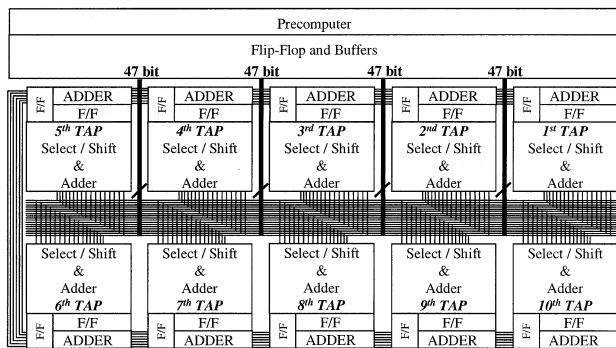 Precomputer
Flip-Flop and Buffers
47 bit 47 bit 47 bit 47 bit
F/F ADDER F/F ADDER F/F ADDER F/F ADDER F/F ADDER
F/F F/F F/F F/F F/F
5th TAP 4th TAP 3rd TAP 2nd TAP 1st TAP
Select / Shift Select / Shift Select / Shift Select / Shift Select / Shift
& & & & &
Adder Adder Adder Adder Adder
Select / Shift Select / Shift Select / Shift Select / Shift Select / Shift
& & & & &
Adder Adder Adder Adder Adder
6th TAP 7th TAP 8th TAP 9th TAP 10th TAP
F/F F/F F/F F/F F/F
F/F ADDER F/F ADDER F/F ADDER F/F ADDER F/F ADDER